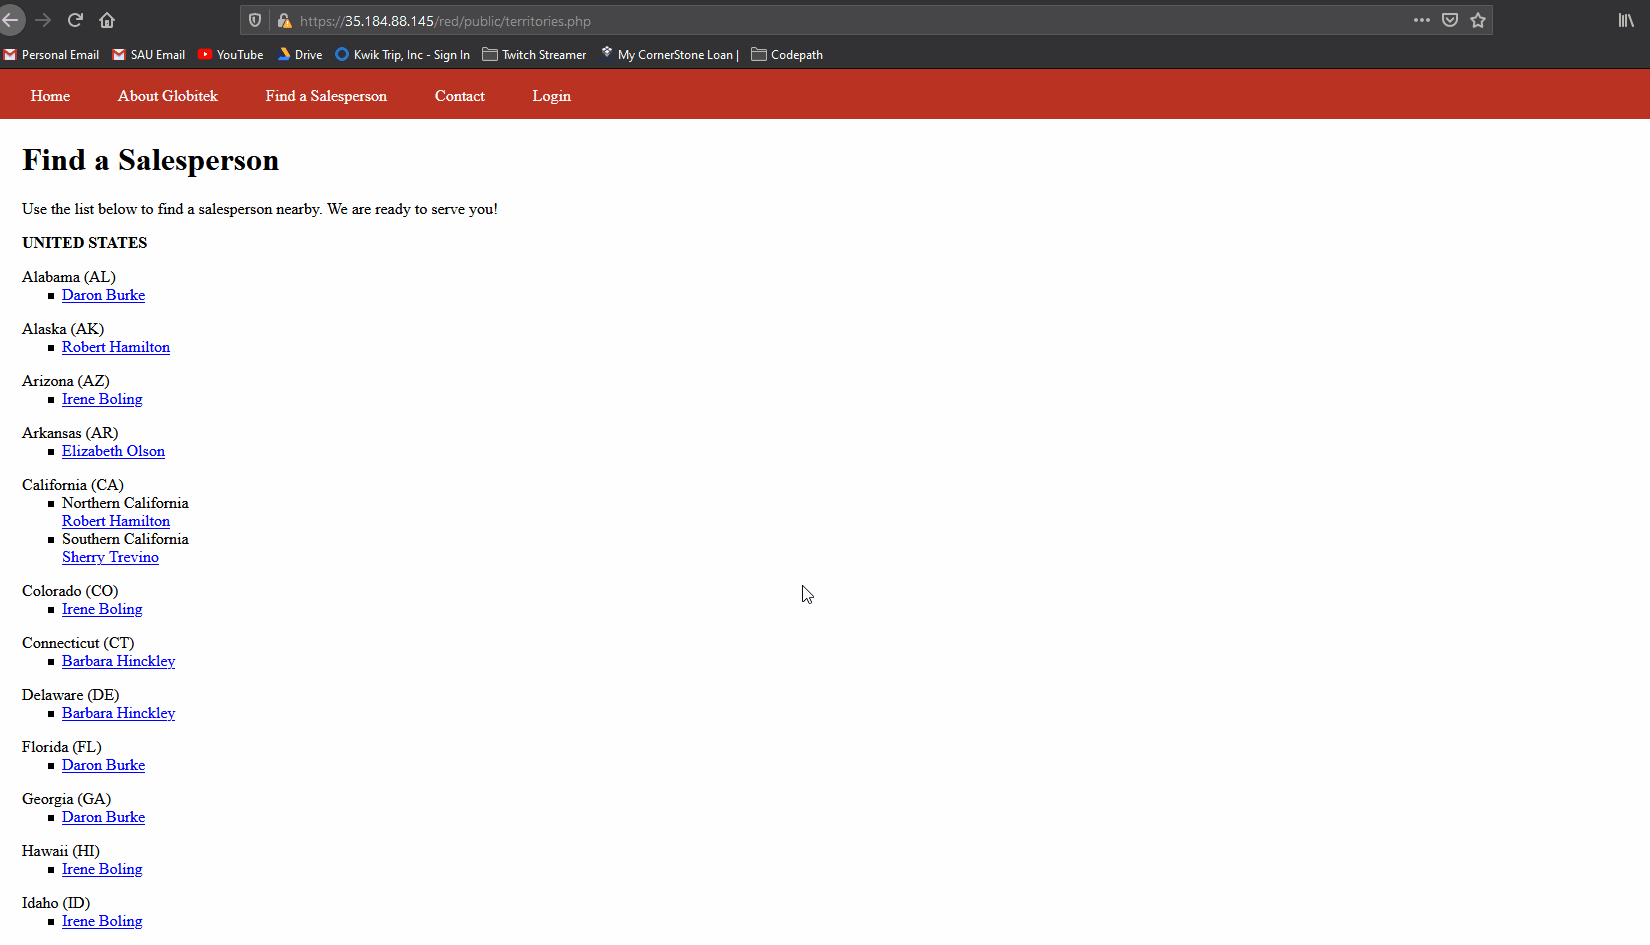 https://35.184.88.145/red/public/territories.php
Personal Email SAU Email YouTube Drive Kwik Trip, Inc - Sign In Twitch Streamer My CornerStone Loan | Codepath
Home About Globitek Find a Salesperson Contact Login
Find a Salesperson
Use the list below to find a salesperson nearby. We are ready to serve you!
UNITED STATES
Alabama (AL)
Daron Burke
Alaska (AK)
Robert Hamilton
Arizona (AZ)
Irene Boling
Arkansas (AR)
Elizabeth Olson
California (CA)
Northern California
Robert Hamilton
Southern California
Sherry Trevino
Colorado (CO)
Irene Boling
Connecticut (CT)
Barbara Hinckley
Delaware (DE)
Barbara Hinckley
Florida (FL)
Daron Burke
Georgia (GA)
Daron Burke
Hawaii (HI)
Irene Boling
Idaho (ID)
Irene Boling